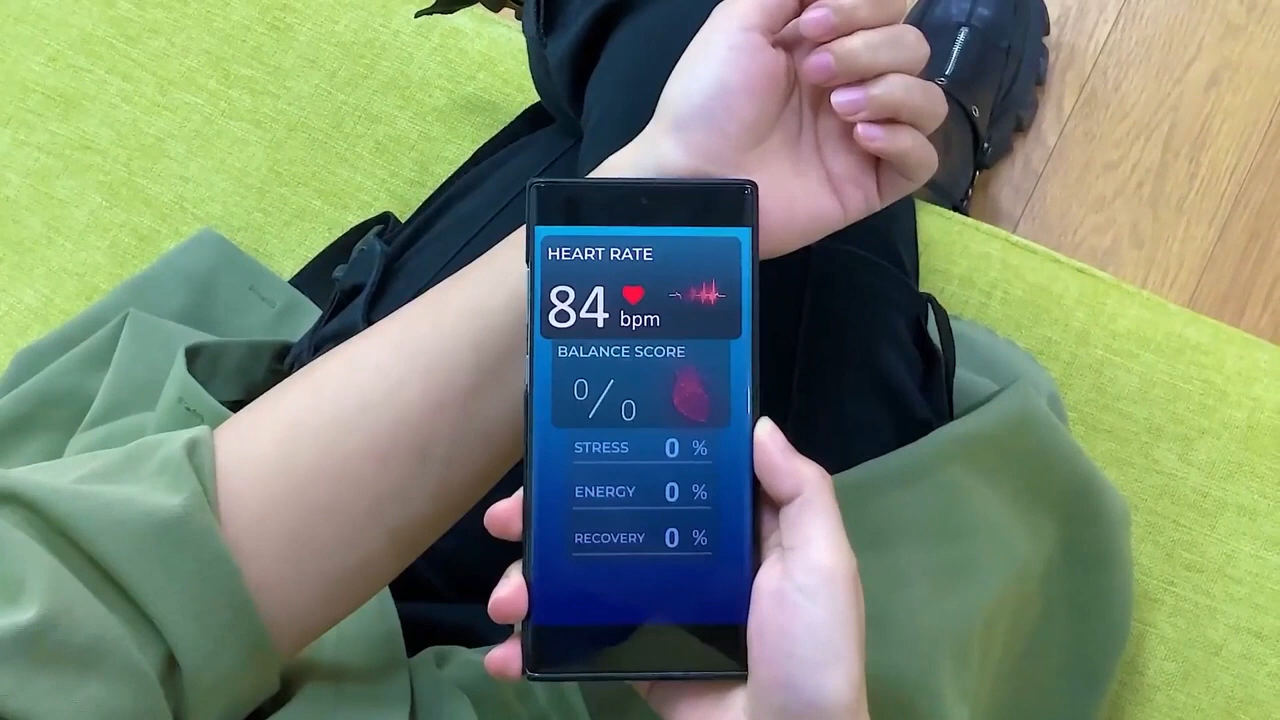 HEART RATE
84 bpm
BALANCE SCORE
0/0
STRESS 0 %
ENERGY 0 %
RECOVERY 0 %